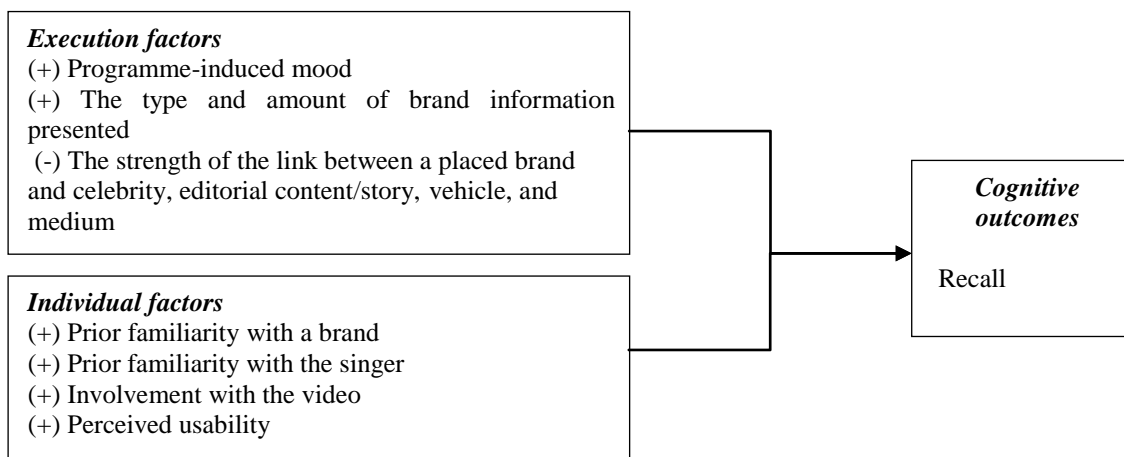 Execution factors
(+) Programme-induced mood
(+) The type and amount of brand information
presented
(-) The strength of the link between a placed brand
and celebrity, editorial content/story, vehicle, and
medium
Individual factors
(+) Prior familiarity with a brand
(+) Prior familiarity with the singer
(+) Involvement with the video
(+) Perceived usability
Cognitive
outcomes
Recall